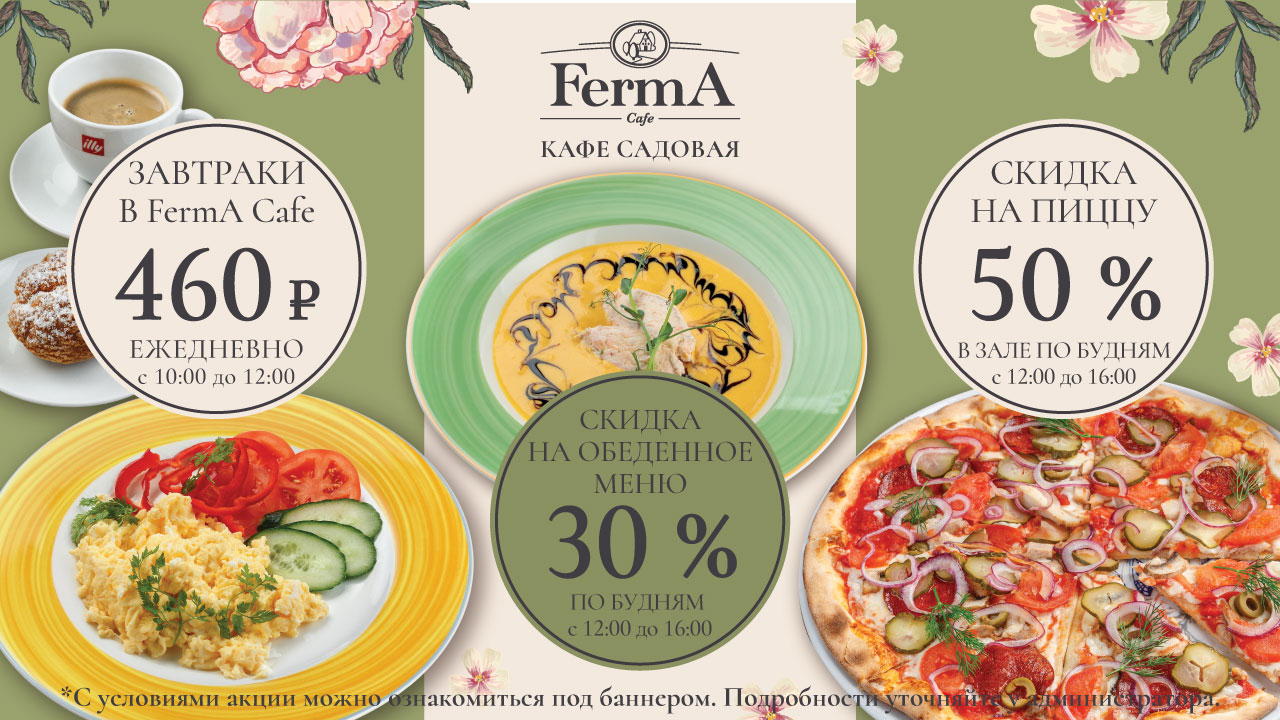 FermA
Cafe
КАФЕ САДОВАЯ
illy
ЗАВТРАКИ
В FermA Cafe
460 ₽
ЕЖЕДНЕВНО
с 10:00 до 12:00
СКИДКА
НА ОБЕДЕННОЕ
МЕНЮ
30 %
ПО БУДНЯМ
с 12:00 до 16:00
СКИДКА
НА ПИЦЦУ
50 %
В ЗАЛЕ ПО БУДНЯМ
с 12:00 до 16:00
*С условиями акции можно ознакомиться под баннером. Подробности уточняйте у администратора.